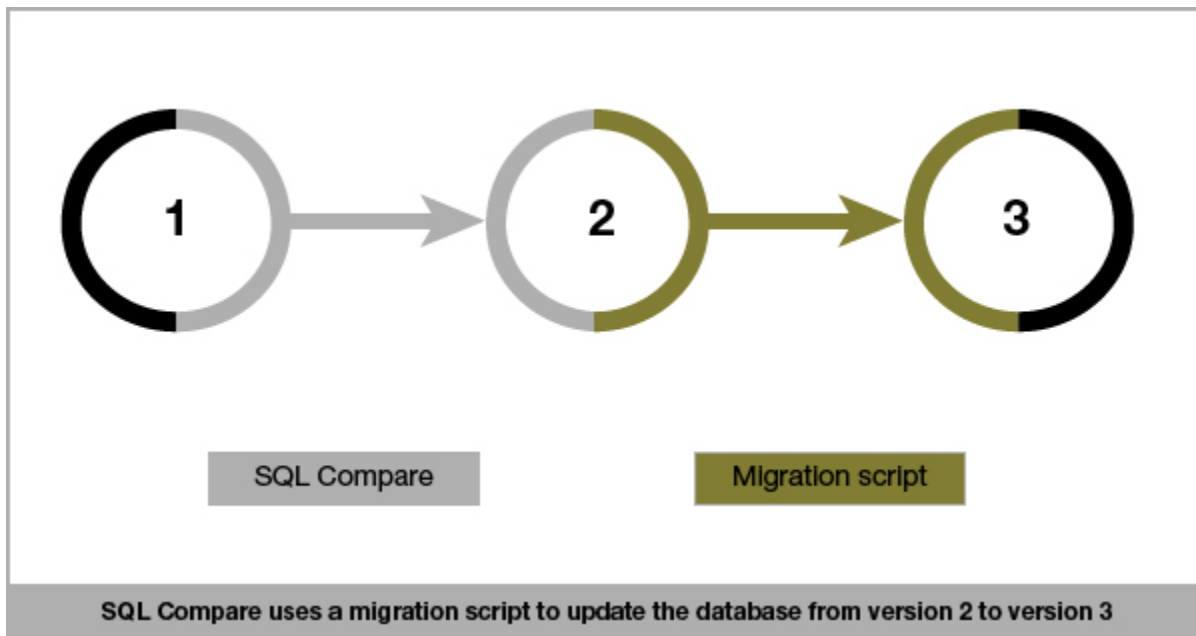 1
2
3
SQL Compare
Migration script
SQL Compare uses a migration script to update the database from version 2 to version 3